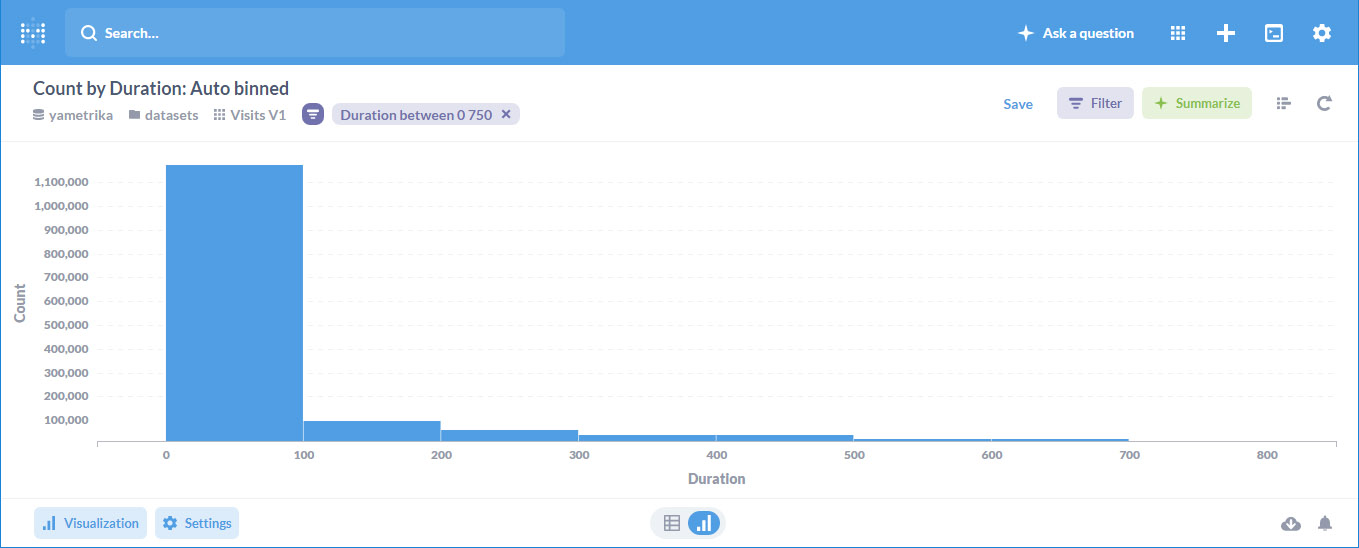 Search...
Ask a question
Count by Duration: Auto binned
yametrika datasets Visits V1 Duration between 0 750
Save Filter Summarize
1,100,000
1,000,000
900,000
800,000
700,000
600,000
500,000
400,000
300,000
200,000
100,000
Count
0 100 200 300 400 500 600 700 800
Duration
Visualization Settings